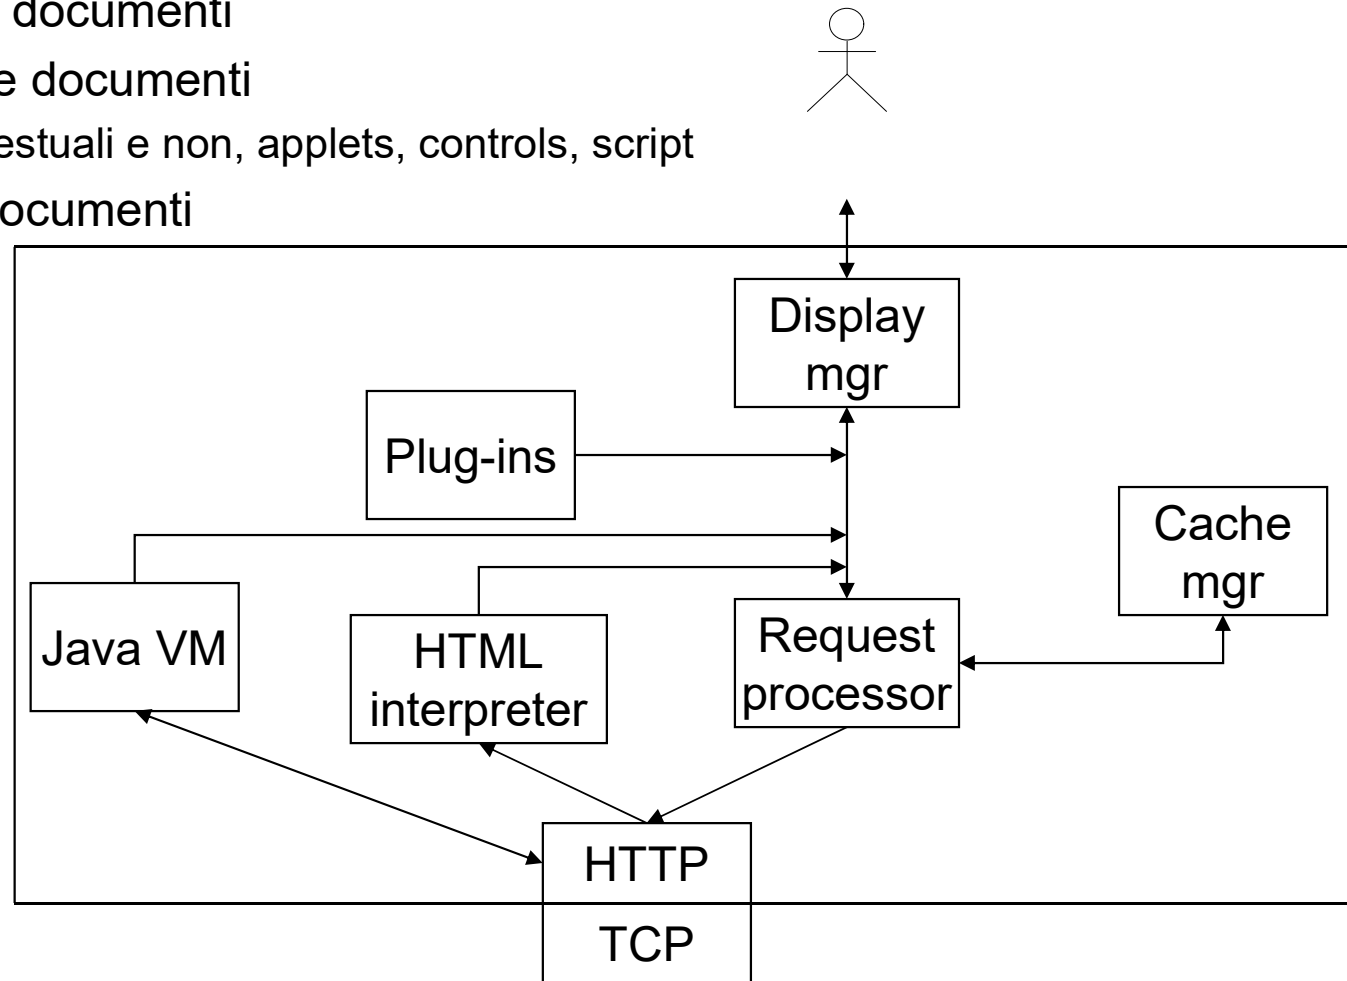 documenti
e documenti
estuali e non, applets, controls, script
ocumenti
Display
mgr
Plug-ins
Cache
mgr
Java VM
HTML
interpreter
Request
processor
HTTP
TCP